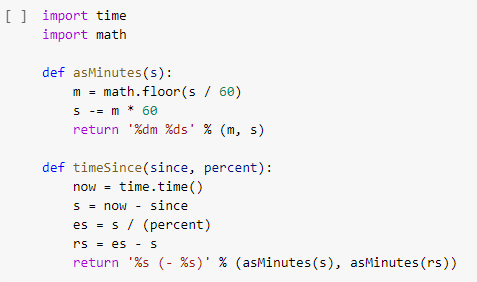 [ ] import time
import math

def asMinutes(s):
    m = math.floor(s / 60)
    s -= m * 60
    return '%dm %ds' % (m, s)

def timeSince(since, percent):
    now = time.time()
    s = now - since
    es = s / (percent)
    rs = es - s
    return '%s (- %s)' % (asMinutes(s), asMinutes(rs))